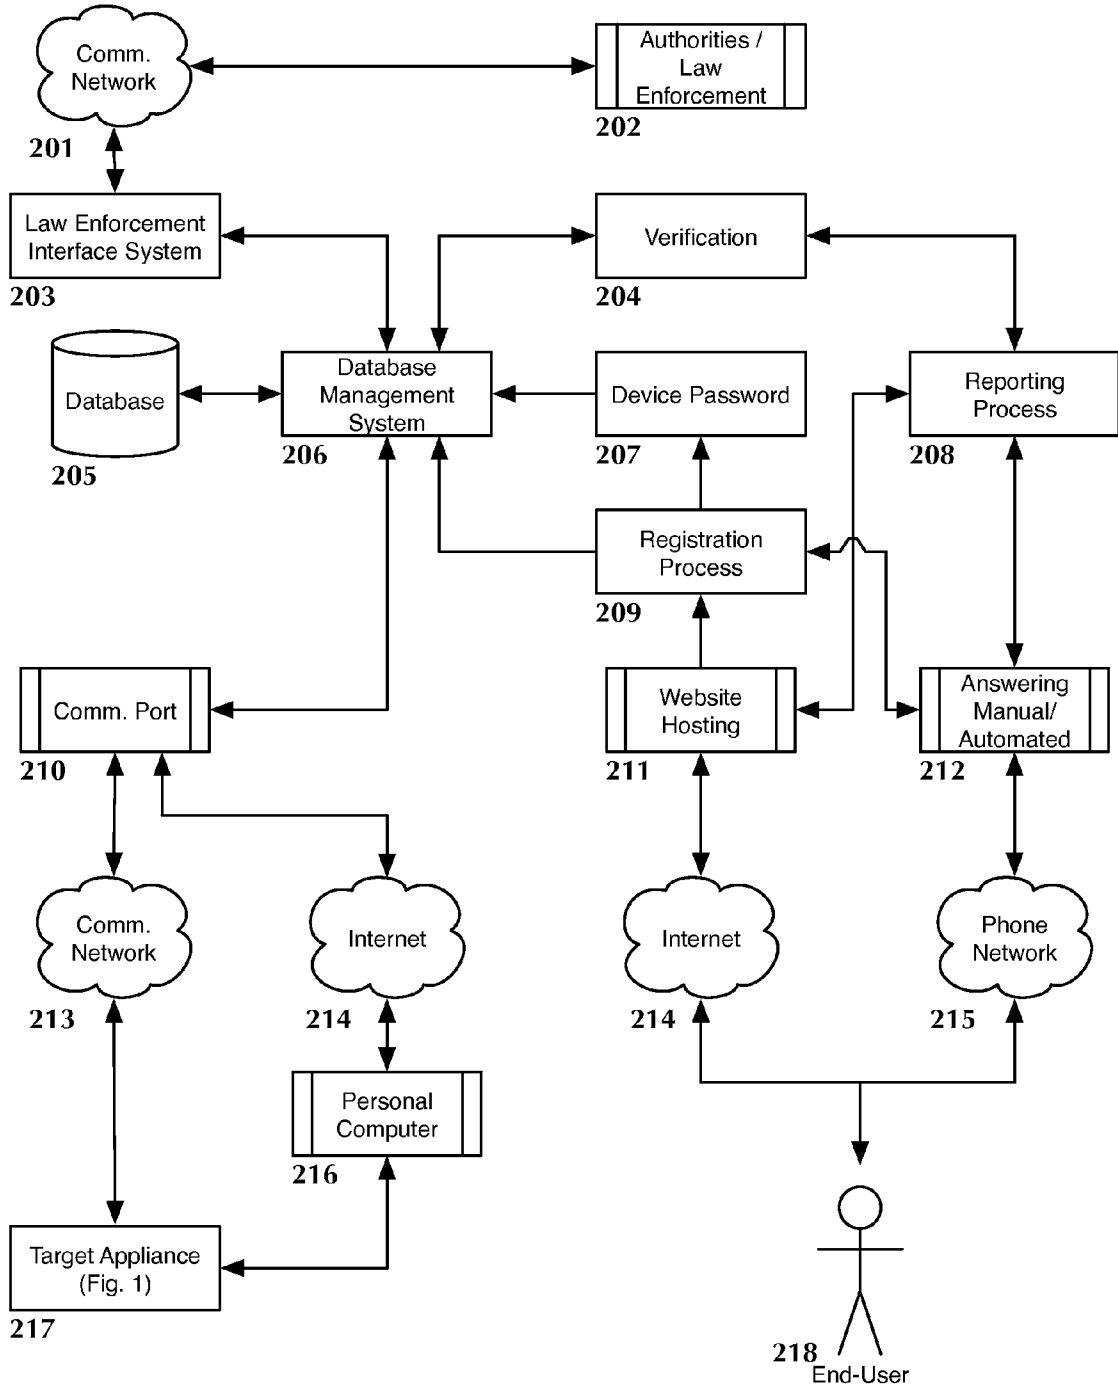 Comm.
Network
201
Authorities /
Law
Enforcement
202
Law Enforcement
Interface System
203
Verification
204
Database
205
Database
Management
System
206
Device Password
207
Reporting
Process
208
Registration
Process
209
Comm. Port
210
Website
Hosting
211
Answering
Manual/
Automated
212
Comm.
Network
213
Internet
214
Internet
214
Phone
Network
215
Personal
Computer
216
Target Appliance
(Fig. 1)
217
218
End-User